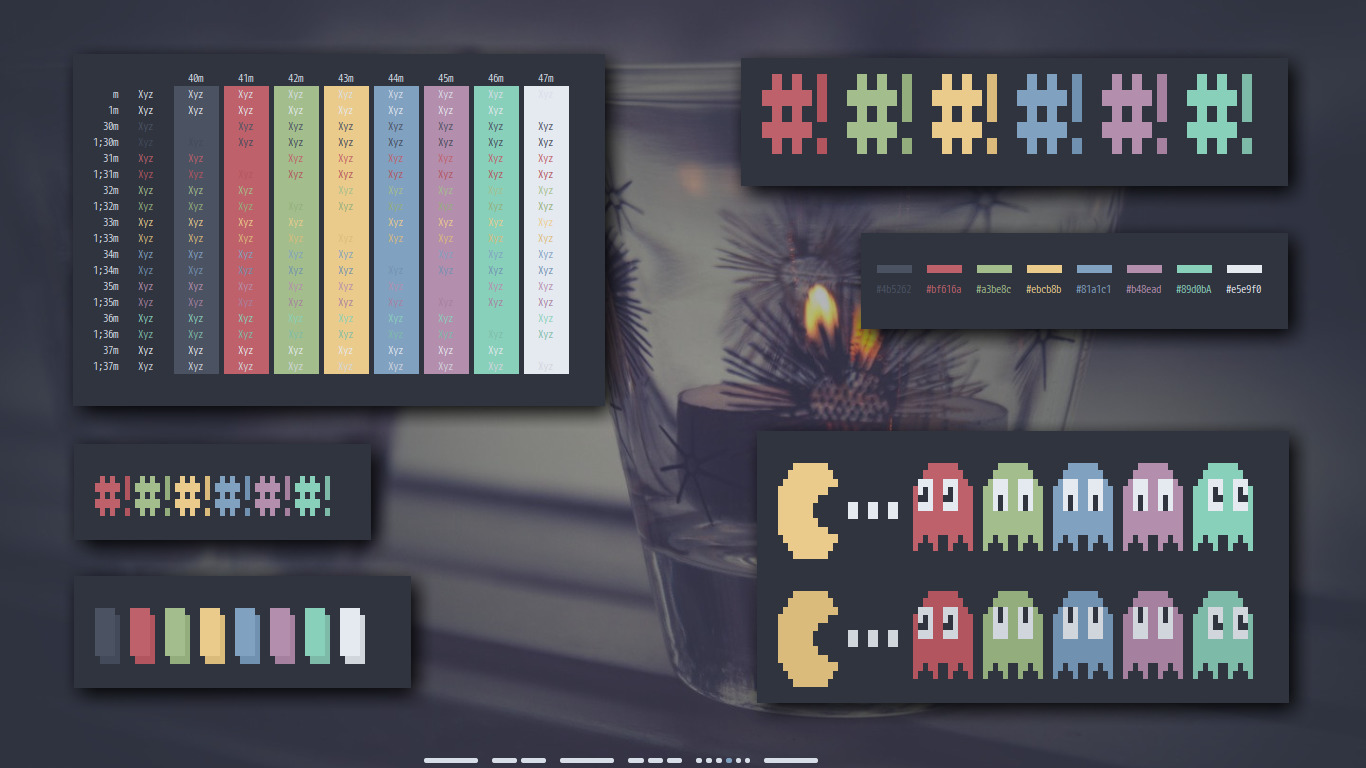 40m 41m 42m 43m 44m 45m 46m 47m
m Xyz Xyz Xyz Xyz Xyz Xyz Xyz Xyz Xyz
1m Xyz Xyz Xyz Xyz Xyz Xyz Xyz Xyz
30m Xyz Xyz Xyz Xyz Xyz Xyz Xyz Xyz
1;30m Xyz Xyz Xyz Xyz Xyz Xyz Xyz Xyz Xyz
31m Xyz Xyz Xyz Xyz Xyz Xyz Xyz Xyz
1;31m Xyz Xyz Xyz Xyz Xyz Xyz Xyz Xyz Xyz
32m Xyz Xyz Xyz Xyz Xyz Xyz Xyz Xyz
1;32m Xyz Xyz Xyz Xyz Xyz Xyz Xyz Xyz Xyz
33m Xyz Xyz Xyz Xyz Xyz Xyz Xyz Xyz
1;33m Xyz Xyz Xyz Xyz Xyz Xyz Xyz Xyz Xyz
34m Xyz Xyz Xyz Xyz Xyz Xyz Xyz Xyz
1;34m Xyz Xyz Xyz Xyz Xyz Xyz Xyz Xyz Xyz
35m Xyz Xyz Xyz Xyz Xyz Xyz Xyz Xyz
1;35m Xyz Xyz Xyz Xyz Xyz Xyz Xyz Xyz Xyz
36m Xyz Xyz Xyz Xyz Xyz Xyz Xyz Xyz
1;36m Xyz Xyz Xyz Xyz Xyz Xyz Xyz Xyz Xyz
37m Xyz Xyz Xyz Xyz Xyz Xyz Xyz Xyz
1;37m Xyz Xyz Xyz Xyz Xyz Xyz Xyz Xyz Xyz
#! #! #! #! #! #!
#4b5262 #bf616a #a3be8c #ebcb8b #81a1c1 #b48ead #89d0bA #e5e9f0
#! #! #! #! #! #!